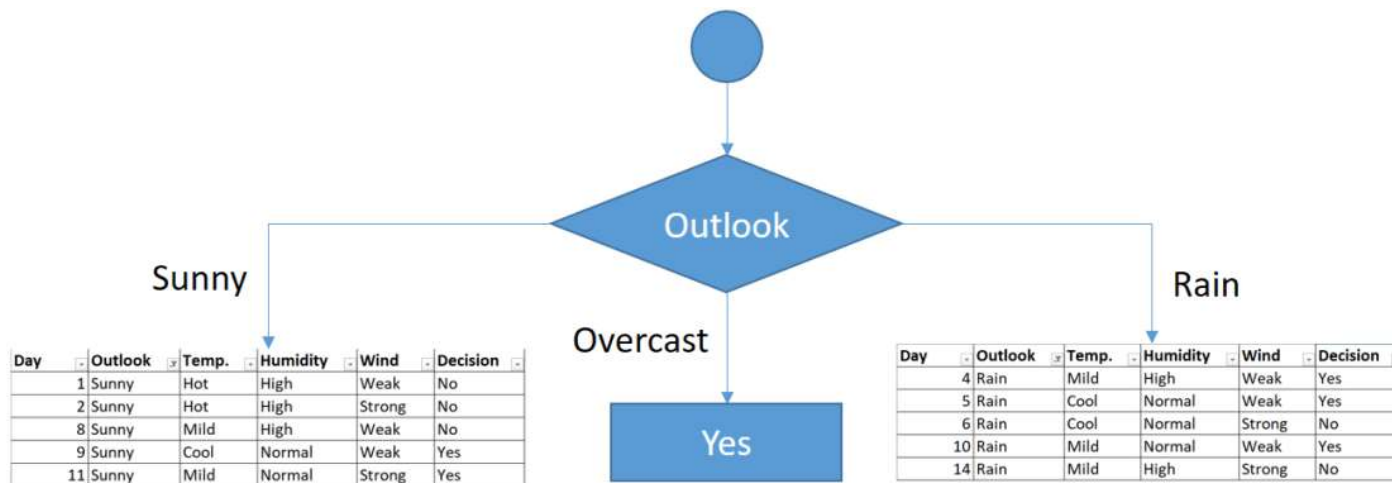 Outlook
Sunny
Rain
Overcast
Day Outlook Temp. Humidity Wind Decision
1 Sunny Hot High Weak No
2 Sunny Hot High Strong No
8 Sunny Mild High Weak No
9 Sunny Cool Normal Weak Yes
11 Sunny Mild Normal Strong Yes
Yes
Day Outlook Temp. Humidity Wind Decision
4 Rain Mild High Weak Yes
5 Rain Cool Normal Weak Yes
6 Rain Cool Normal Strong No
10 Rain Mild Normal Weak Yes
14 Rain Mild High Strong No